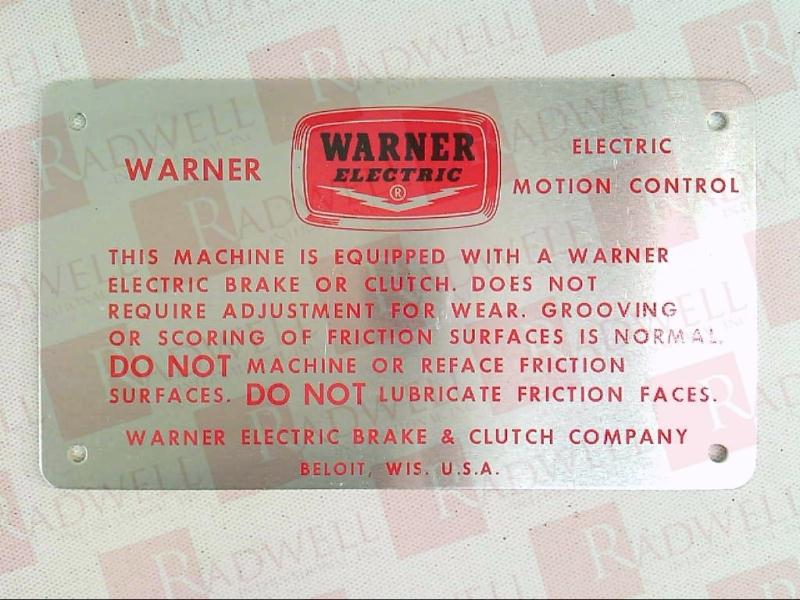 WARNER
WARNER
ELECTRIC
®
ELECTRIC
MOTION CONTROL
THIS MACHINE IS EQUIPPED WITH A WARNER
ELECTRIC BRAKE OR CLUTCH. DOES NOT
REQUIRE ADJUSTMENT FOR WEAR. GROOVING
OR SCORING OF FRICTION SURFACES IS NORMAL.
DO NOT MACHINE OR REFACE FRICTION
SURFACES. DO NOT LUBRICATE FRICTION FACES.
WARNER ELECTRIC BRAKE & CLUTCH COMPANY
BELOIT, WIS. U.S.A.
RADWELL